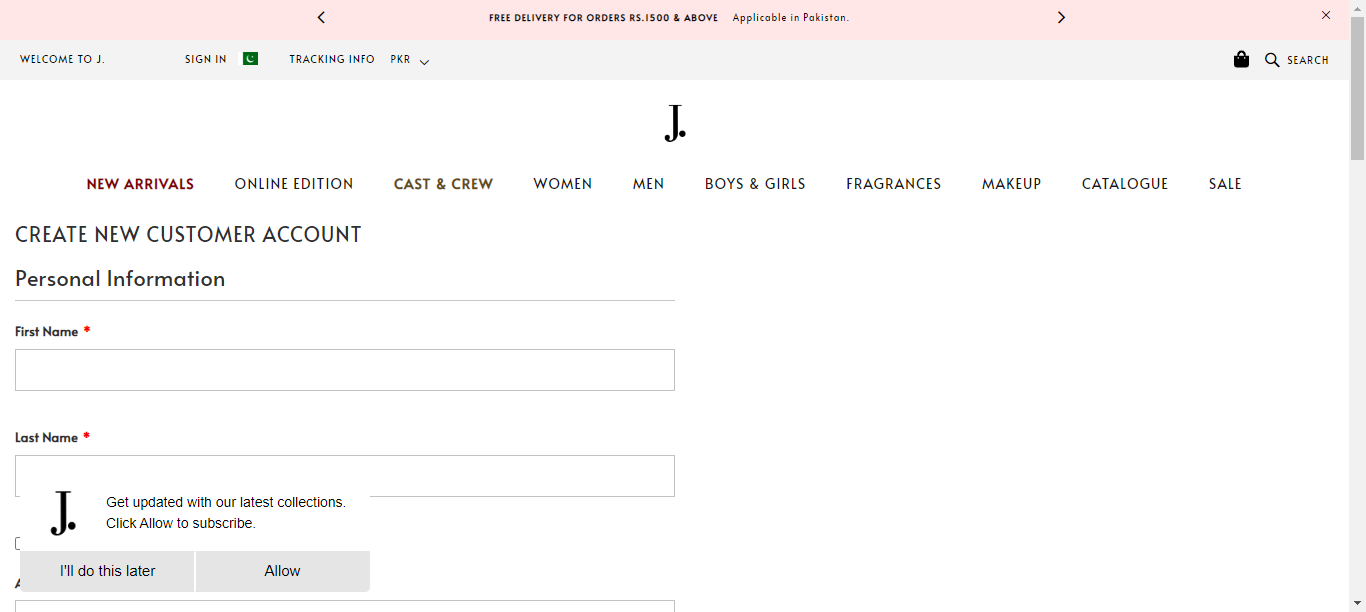 FREE DELIVERY FOR ORDERS RS.1500 & ABOVE Applicable in Pakistan.
WELCOME TO J. SIGN IN TRACKING INFO PKR SEARCH
J.
NEW ARRIVALS ONLINE EDITION CAST & CREW WOMEN MEN BOYS & GIRLS FRAGRANCES MAKEUP CATALOGUE SALE
CREATE NEW CUSTOMER ACCOUNT
Personal Information
First Name *
Last Name *
J.
Get updated with our latest collections.
Click Allow to subscribe.
I'll do this later Allow